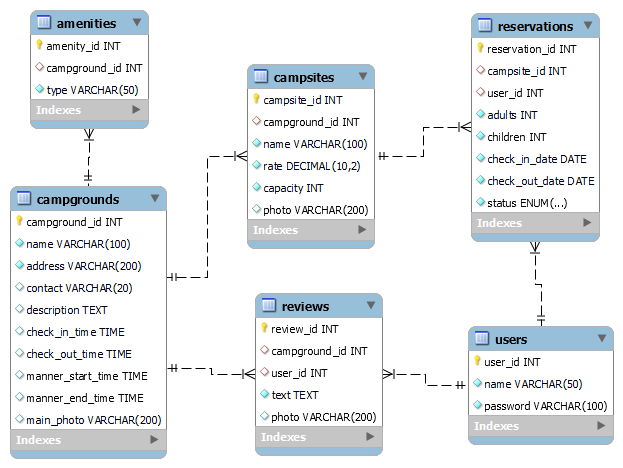 amenities
amenity_id INT
campground_id INT
type VARCHAR(50)
Indexes
campgrounds
campground_id INT
name VARCHAR(100)
address VARCHAR(200)
contact VARCHAR(20)
description TEXT
check_in_time TIME
check_out_time TIME
manner_start_time TIME
manner_end_time TIME
main_photo VARCHAR(200)
Indexes
campsites
campsite_id INT
campground_id INT
name VARCHAR(100)
rate DECIMAL(10,2)
capacity INT
photo VARCHAR(200)
Indexes
reviews
review_id INT
campground_id INT
user_id INT
text TEXT
photo VARCHAR(200)
Indexes
reservations
reservation_id INT
campsite_id INT
user_id INT
adults INT
children INT
check_in_date DATE
check_out_date DATE
status ENUM(...)
Indexes
users
user_id INT
name VARCHAR(50)
password VARCHAR(100)
Indexes